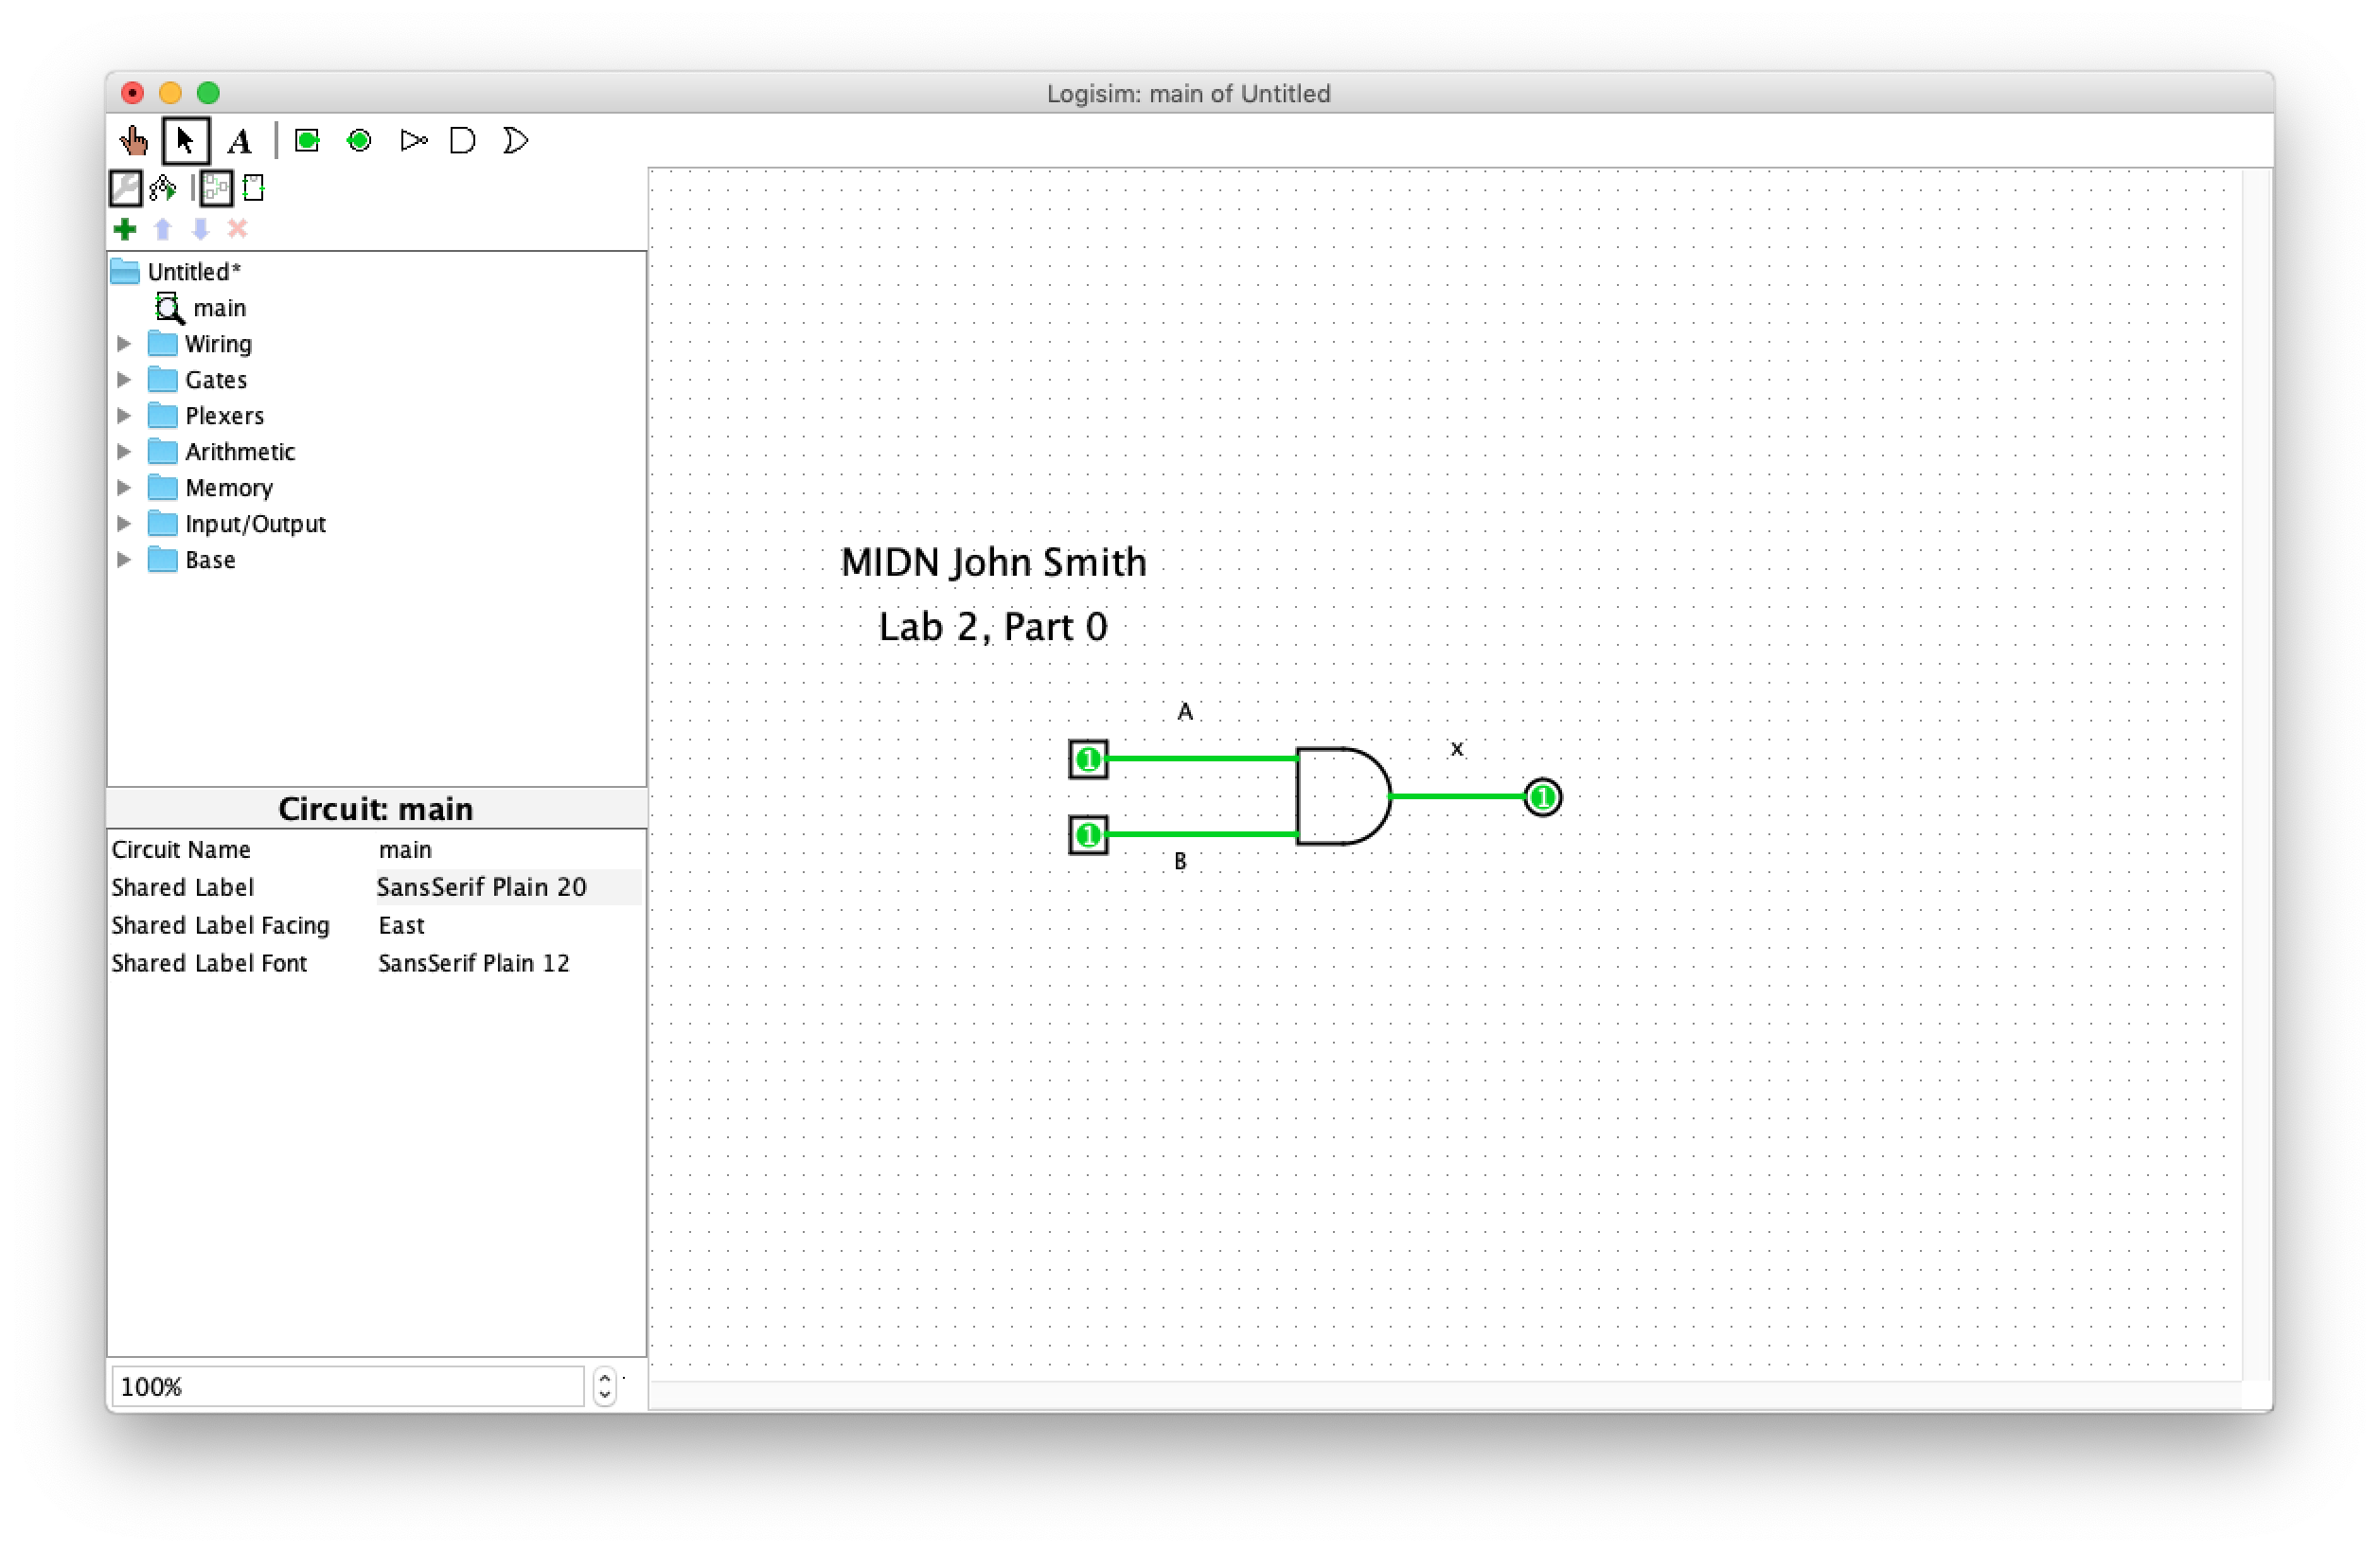 Logisim: main of Untitled
A
Untitled*
main
Wiring
Gates
Plexers
Arithmetic
Memory
Input/Output
Base
Circuit: main
Circuit Name main
Shared Label SansSerif Plain 20
Shared Label Facing East
Shared Label Font SansSerif Plain 12
100%
MIDN John Smith
Lab 2, Part 0
A
x
1
1
1
B